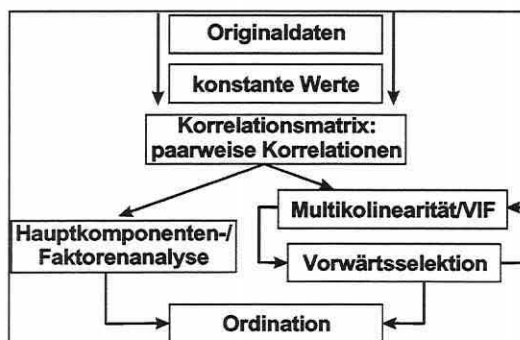 Originaldaten
konstante Werte
Korrelationsmatrix:
paarweise Korrelationen
Multikolinearität/VIF
Hauptkomponenten-/
Faktorenanalyse
Vorwärtsselektion
Ordination